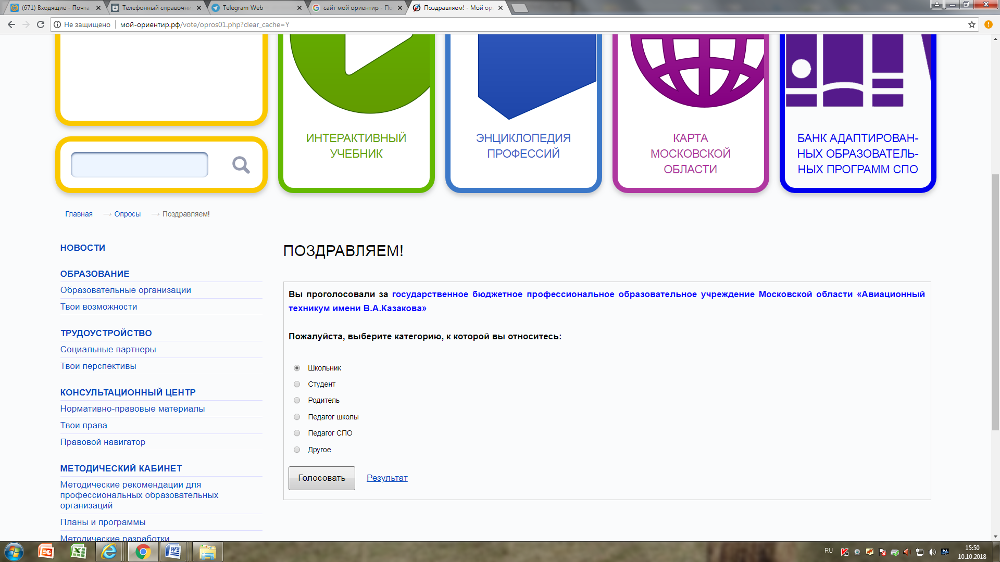 (671) Входящие - Почта
Телефонный справочни
Telegram Web
сайт мой ориентир - По
Поздравляем! - Мой ор
Не защищено
мой-ориентир.рф/vote/opros01.php?clear_cache=Y
ИНТЕРАКТИВНЫЙ
УЧЕБНИК
ЭНЦИКЛОПЕДИЯ
ПРОФЕССИЙ
КАРТА
МОСКОВСКОЙ
ОБЛАСТИ
БАНК АДАПТИРОВАН-
НЫХ ОБРАЗОВАТЕЛЬ-
НЫХ ПРОГРАММ СПО
Главная → Опросы → Поздравляем!
НОВОСТИ
ОБРАЗОВАНИЕ
Образовательные организации
Твои возможности
ТРУДОУСТРОЙСТВО
Социальные партнеры
Твои перспективы
КОНСУЛЬТАЦИОННЫЙ ЦЕНТР
Нормативно-правовые материалы
Твои права
Правовой навигатор
МЕТОДИЧЕСКИЙ КАБИНЕТ
Методические рекомендации для
профессиональных образовательных
организаций
Планы и программы
Методические разработки
ПОЗДРАВЛЯЕМ!
Вы проголосовали за государственное бюджетное профессиональное образовательное учреждение Московской области «Авиационный
техникум имени В.А.Казакова»
Пожалуйста, выберите категорию, к которой вы относитесь:
Школьник
Студент
Родитель
Педагог школы
Педагог СПО
Другое
Голосовать Результат
RU
15:50
10.10.2018